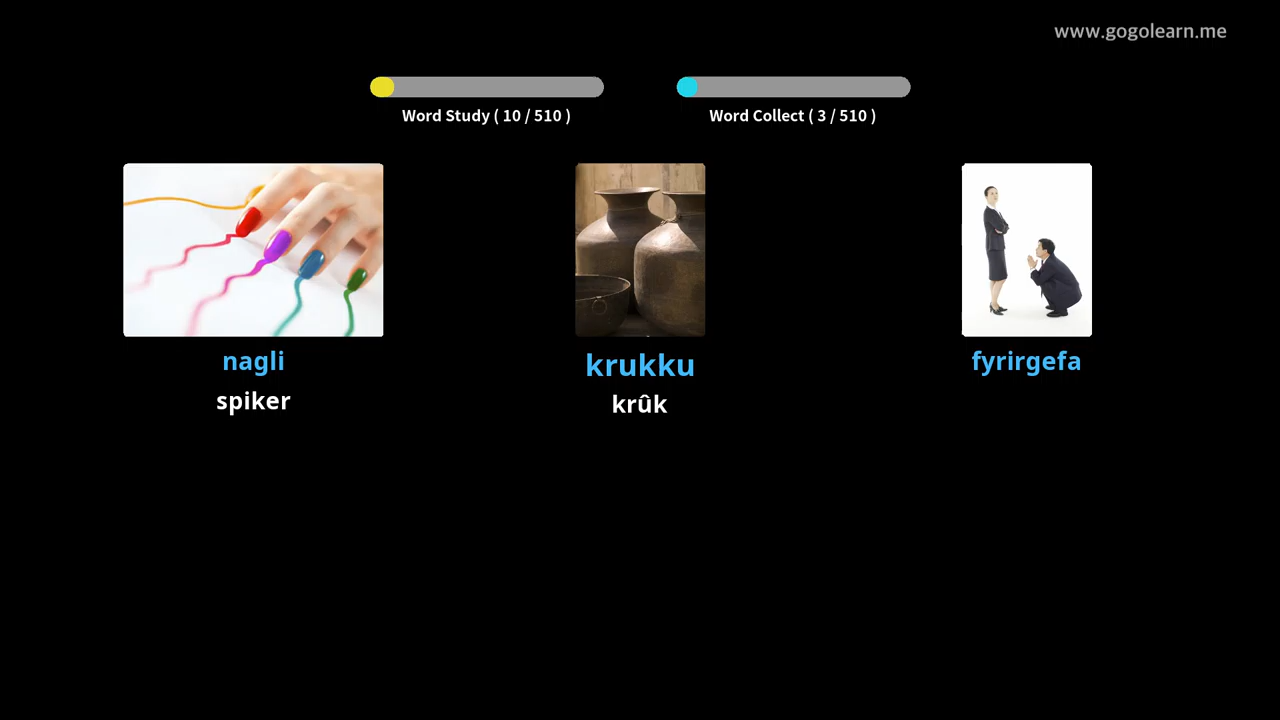 www.gogolearn.me
Word Study ( 10 / 510 )
Word Collect ( 3 / 510 )
nagli
krukku
fyrirgefa
spiker
krûk